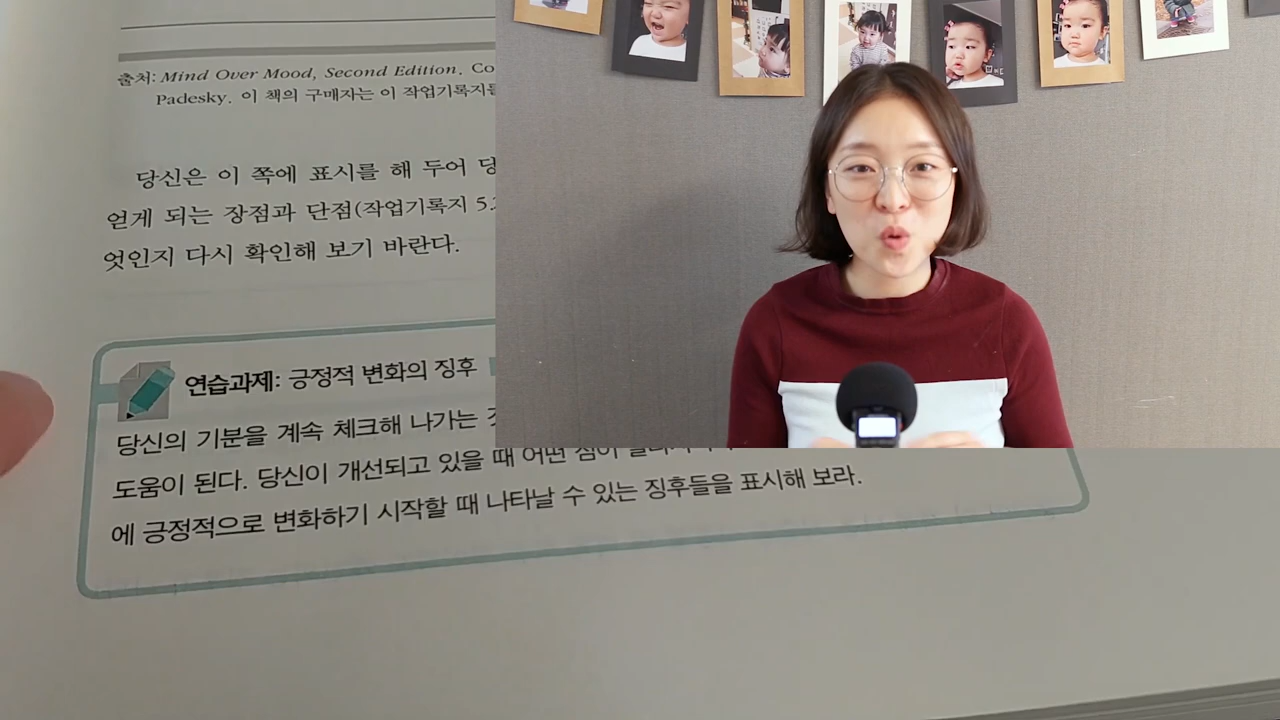 출처: Mind Over Mood, Second Edition. Co
Padesky. 이 책의 구매자는 이 작업기록지를
당신은 이 쪽에 표시를 해 두어 당
얻게 되는 장점과 단점(작업기록지 5.
엇인지 다시 확인해 보기 바란다.
연습과제: 긍정적 변화의 징후
당신의 기분을 계속 체크해 나가는
도움이 된다. 당신이 개선되고 있을 때 어떤 점이
에 긍정적으로 변화하기 시작할 때 나타날 수 있는 징후들을 표시해 보라.